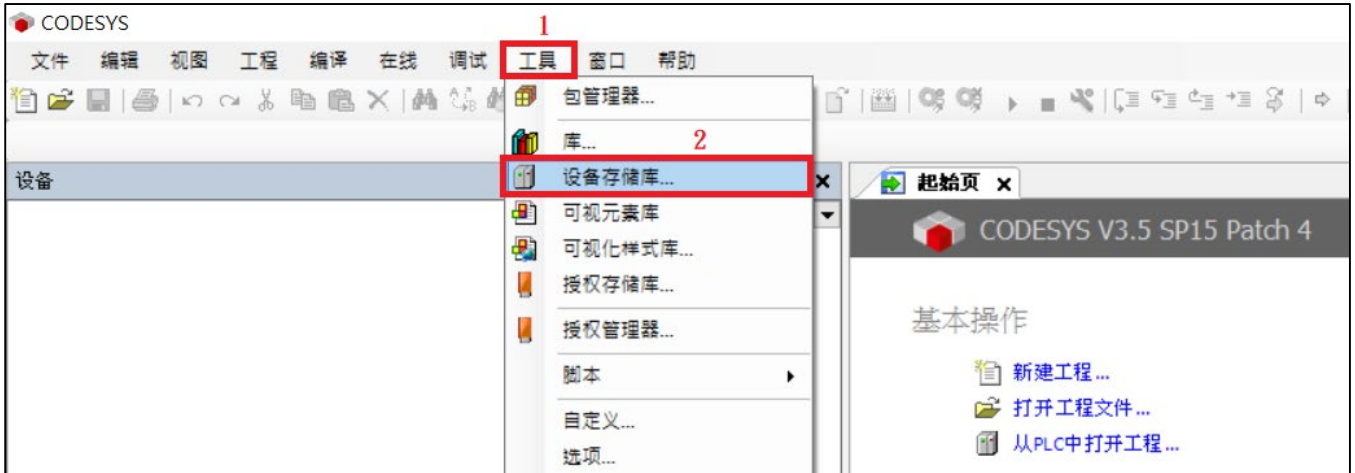 CODESYS
1
文件 编辑 视图 工程 编译 在线 调试 工具 窗口 帮助
包管理器...
库...
2
设备存储库...
可视元素库
可视化样式库...
授权存储库...
授权管理器...
脚本
自定义...
选项...
设备
起始页
CODESYS V3.5 SP15 Patch 4
基本操作
新建工程...
打开工程文件...
从PLC中打开工程...